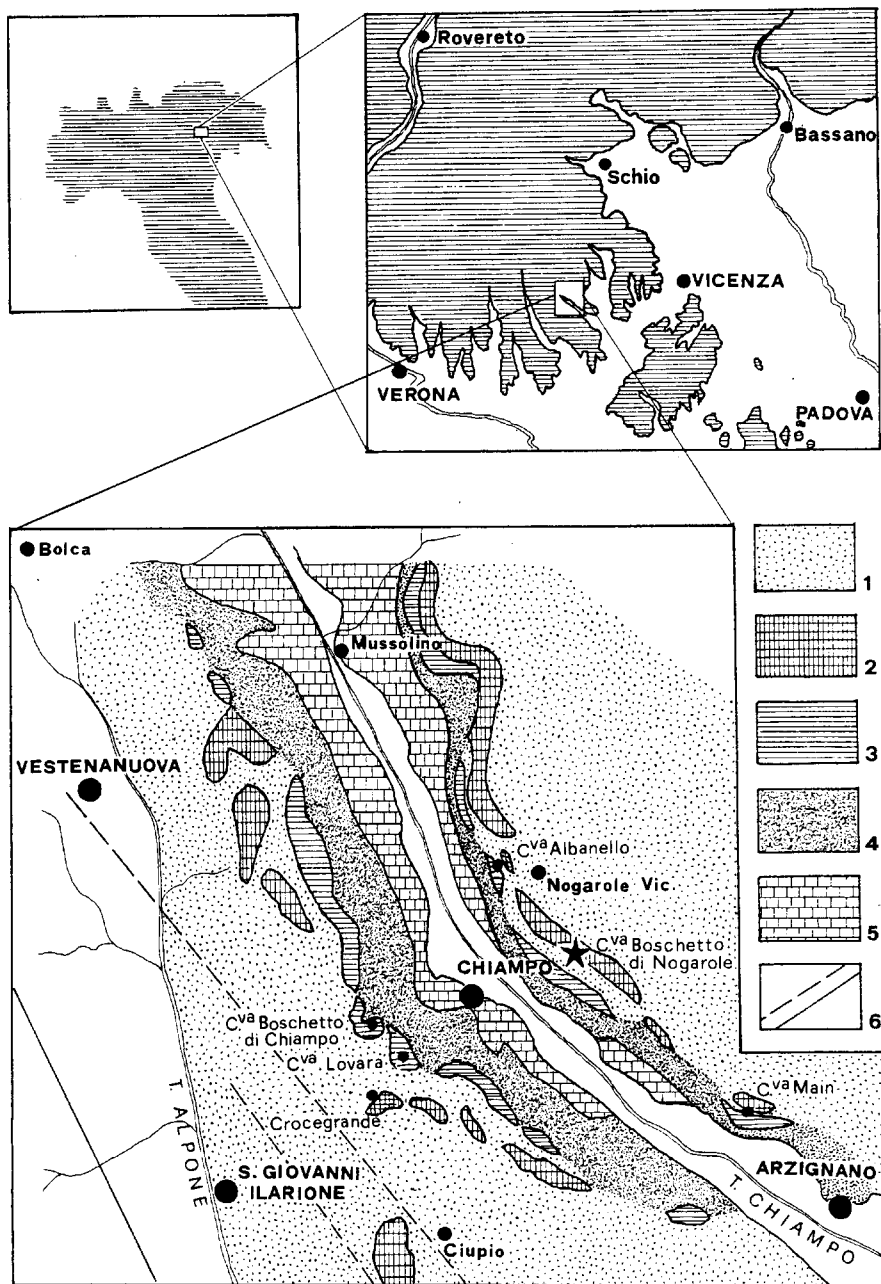 Rovereto
Bassano
Schio
VICENZA
VERONA
PADOVA
Bolca
1
Mussolino
2
VESTENANUOVA
3
4
Cva Albanello
Nogarole Vic.
5
Cva Boschetto
di Nogarole
CHIAMPO
6
Cva Boschetto
di Chiampo
Cva Lovara
Cva Main
Crocegrande
T. ALPONE
S. GIOVANNI
ILARIONE
ARZIGNANO
T. CHIAMPO
Ciupio